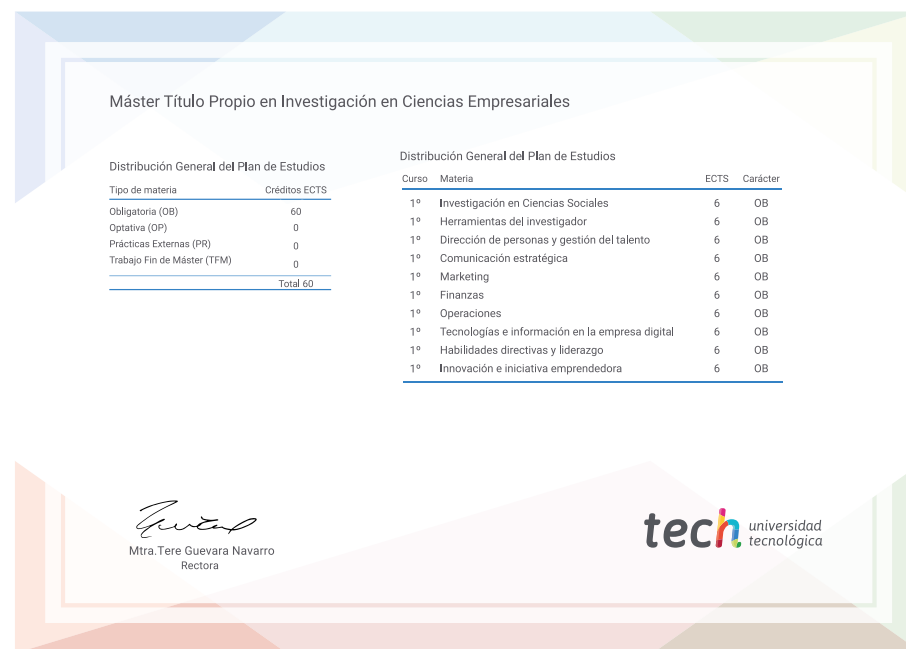 Máster Título Propio en Investigación en Ciencias Empresariales
Distribución General del Plan de Estudios
Tipo de materia Créditos ECTS
Obligatoria (OB) 60
Optativa (OP) 0
Prácticas Externas (PR) 0
Trabajo Fin de Máster (TFM) 0
Total 60
Distribución General del Plan de Estudios
Curso Materia ECTS Carácter
1º Investigación en Ciencias Sociales 6 OB
1º Herramientas del investigador 6 OB
1º Dirección de personas y gestión del talento 6 OB
1º Comunicación estratégica 6 OB
1º Marketing 6 OB
1º Finanzas 6 OB
1º Operaciones 6 OB
1º Tecnologías e información en la empresa digital 6 OB
1º Habilidades directivas y liderazgo 6 OB
1º Innovación e iniciativa emprendedora 6 OB
Mtra.Tere Guevara Navarro
Rectora
tech universidad
tecnológica